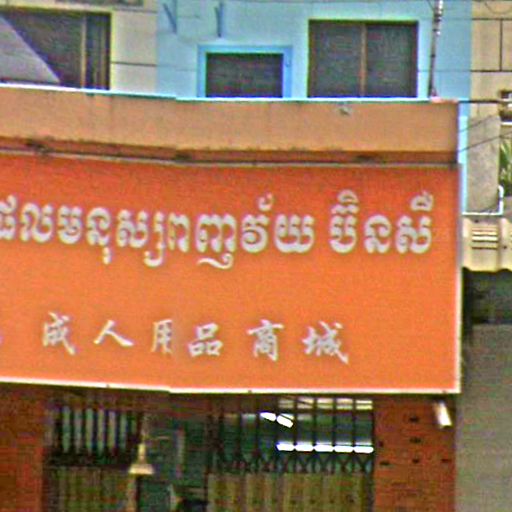 ផលមនុស្សពេញវ័យ ប៊ិនសឺ
成人用品商城